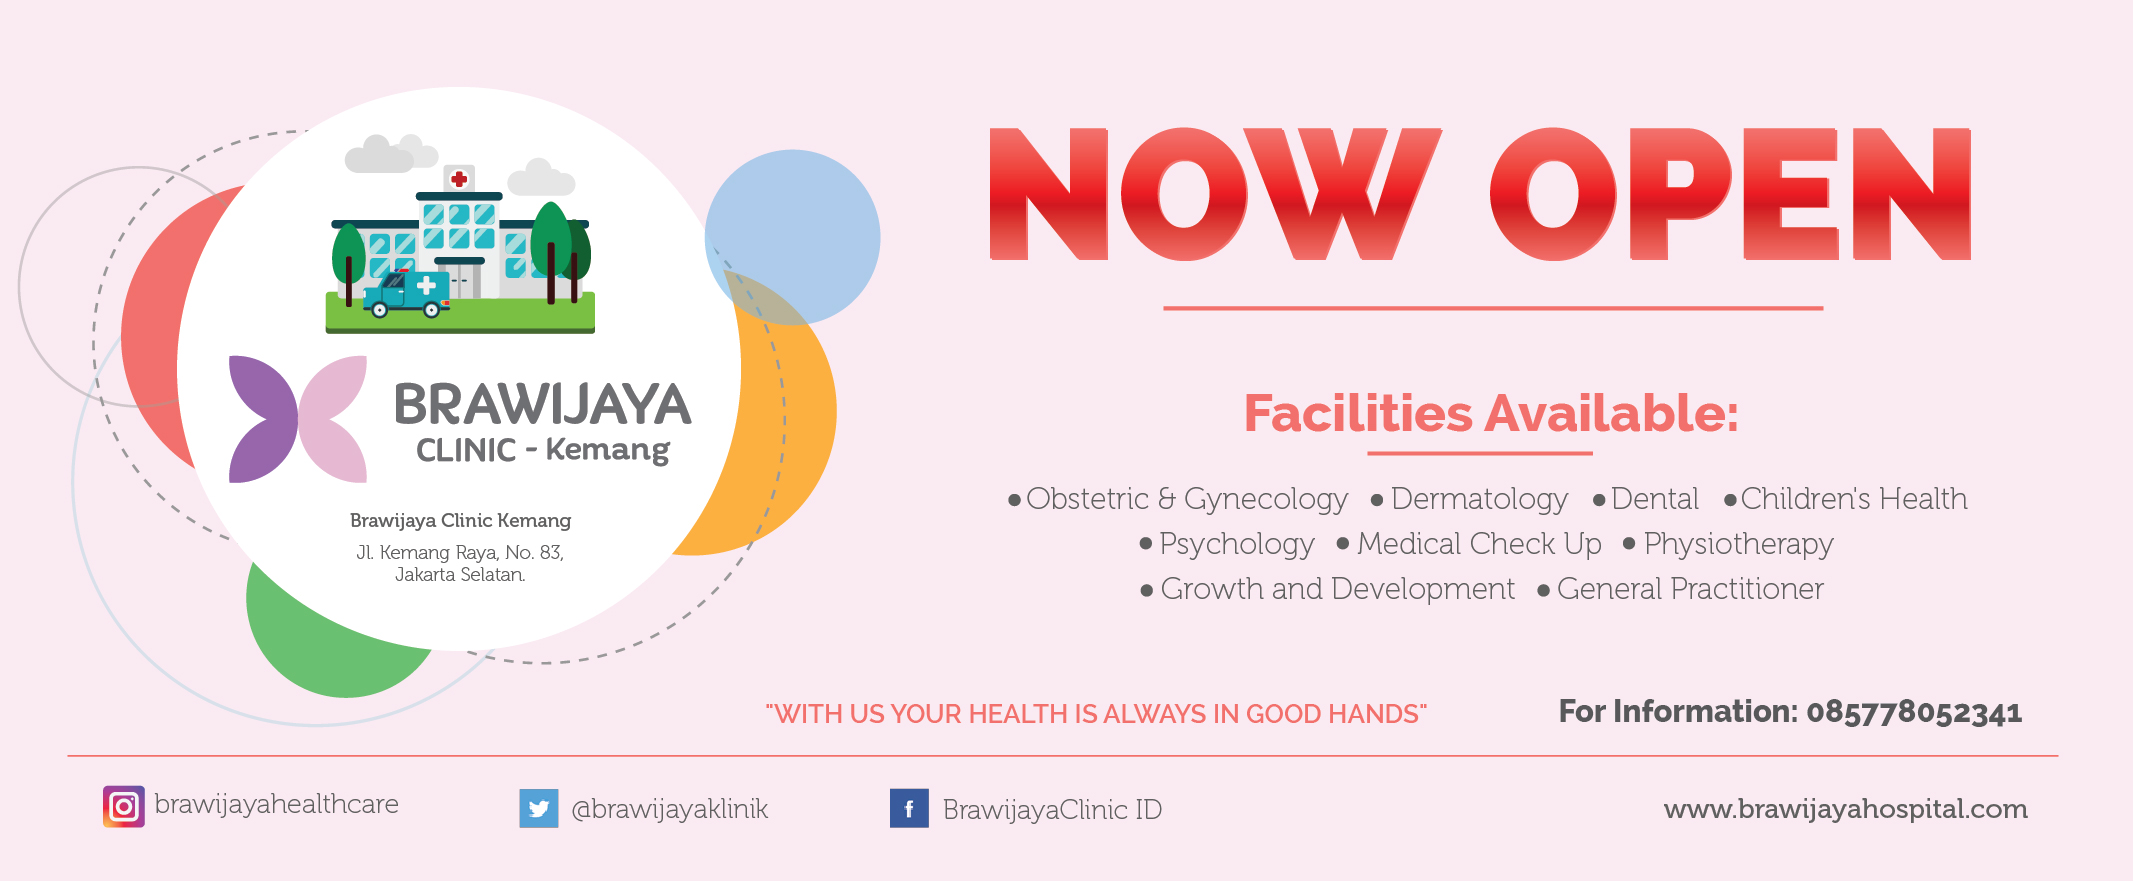 BRAWIJAYA
CLINIC - Kemang
Brawijaya Clinic Kemang
Jl. Kemang Raya, No. 83,
Jakarta Selatan.
NOW OPEN
Facilities Available:
•Obstetric & Gynecology •Dermatology •Dental •Children's Health
•Psychology •Medical Check Up •Physiotherapy
•Growth and Development •General Practitioner
"WITH US YOUR HEALTH IS ALWAYS IN GOOD HANDS"
For Information: 085778052341
brawijayahealthcare
@brawijayaklinik
BrawijayaClinic ID
www.brawijayahospital.com